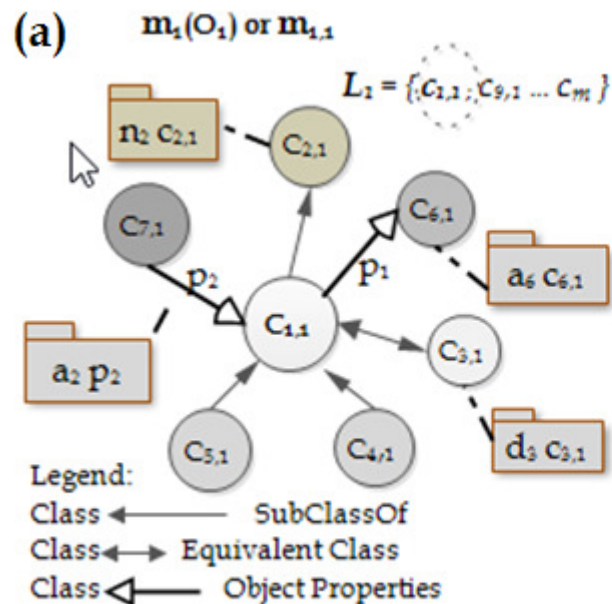 (a)
m₁(O₁) or m₁,₁
L₁ = { c₁,₁ ; c₉,₁ ... cₘ }
n₂ c₂,₁
C₂,₁
C₇,₁
C₆,₁
p₂
p₁
a₆ c₆,₁
C₁,₁
a₂ p₂
C₃,₁
C₅,₁
C₄,₁
d₃ c₃,₁
Legend:
Class SubClassOf
Class Equivalent Class
Class Object Properties